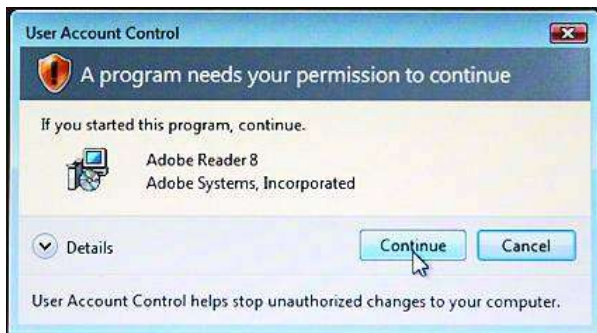 User Account Control
A program needs your permission to continue
If you started this program, continue.
Adobe Reader 8
Adobe Systems, Incorporated
Details
Continue
Cancel
User Account Control helps stop unauthorized changes to your computer.